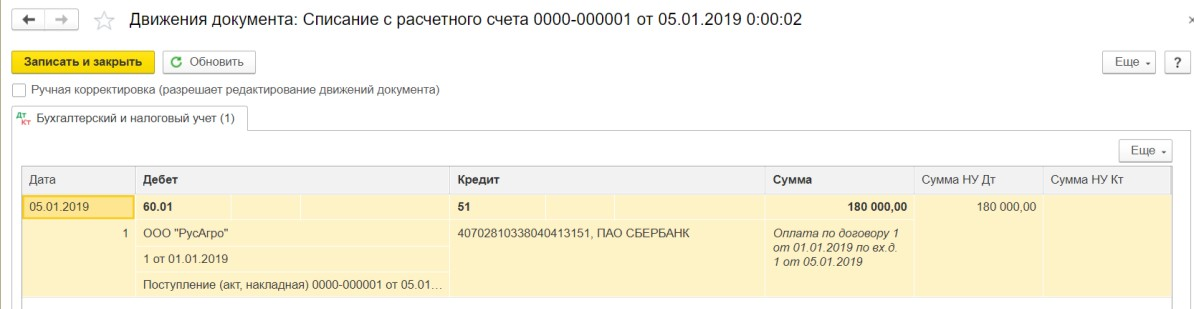 Движения документа: Списание с расчетного счета 0000-000001 от 05.01.2019 0:00:02
Записать и закрыть Обновить Еще ?
Ручная корректировка (разрешает редактирование движений документа)
Дт Кт Бухгалтерский и налоговый учет (1)
Еще
Дата Дебет Кредит Сумма Сумма НУ Дт Сумма НУ Кт
05.01.2019 60.01 51 180 000,00 180 000,00
1 ООО "РусАгро" 40702810338040413151, ПАО СБЕРБАНК Оплата по договору 1
от 01.01.2019 по вх.д.
1 от 05.01.2019
1 от 01.01.2019
Поступление (акт, накладная) 0000-000001 от 05.01...